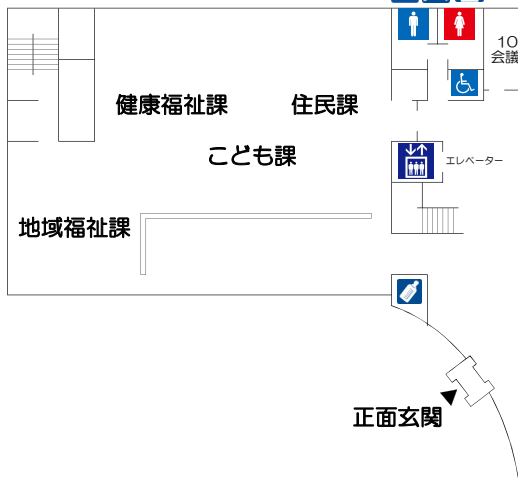 10
会議
健康福祉課
住民課
こども課
エレベーター
地域福祉課
正面玄関